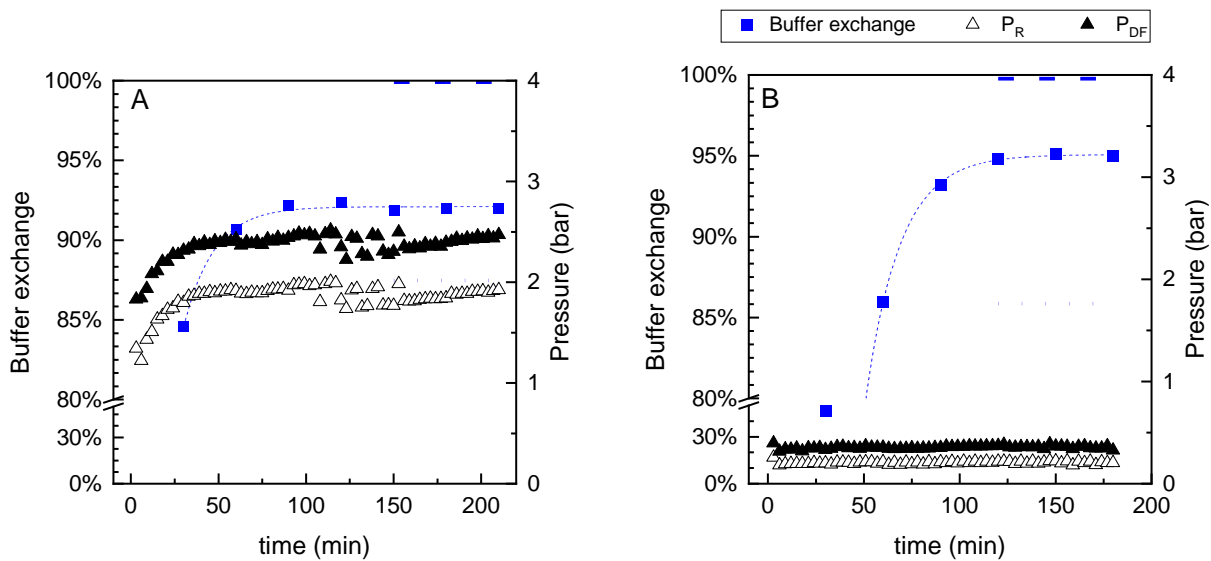 Buffer exchange P_R P_DF
A
100%
95%
90%
85%
80%
30%
0%
Buffer exchange
0 50 100 150 200
time (min)
4
3
2
1
0
Pressure (bar)
B
100%
95%
90%
85%
80%
30%
0%
Buffer exchange
0 50 100 150 200
time (min)
4
3
2
1
0
Pressure (bar)